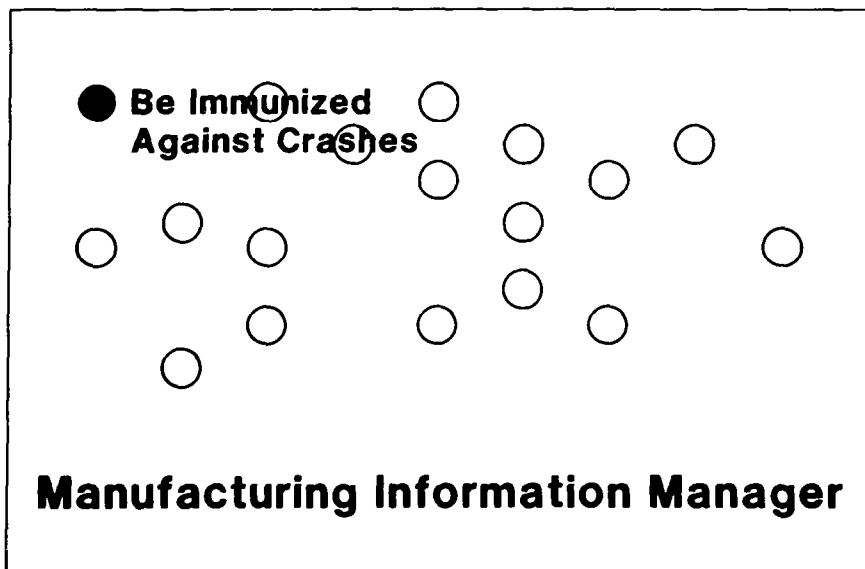 Be Immunized
Against Crashes
Manufacturing Information Manager